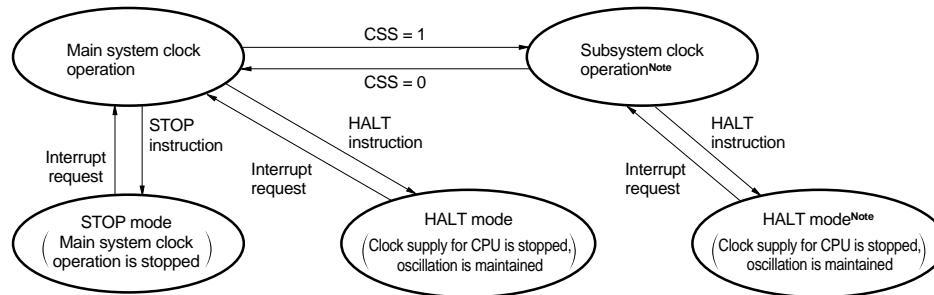 Main system clock
operation
CSS = 1
CSS = 0
Subsystem clock
operationNote
STOP
instruction
Interrupt
request
HALT
instruction
Interrupt
request
HALT
instruction
Interrupt
request
STOP mode
(Main system clock
operation is stopped)
HALT mode
(Clock supply for CPU is stopped,
oscillation is maintained)
HALT modeNote
(Clock supply for CPU is stopped,
oscillation is maintained)